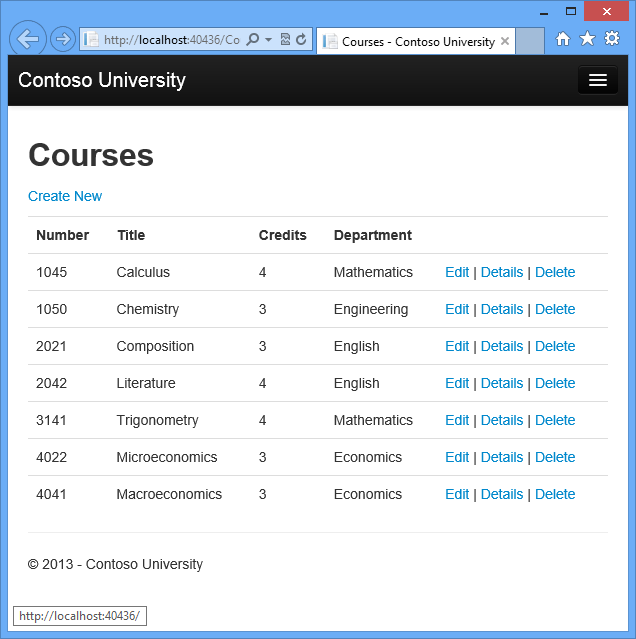 http://localhost:40436/Co
Courses - Contoso University
Contoso University
Courses
Create New
Number Title Credits Department
1045 Calculus 4 Mathematics Edit | Details | Delete
1050 Chemistry 3 Engineering Edit | Details | Delete
2021 Composition 3 English Edit | Details | Delete
2042 Literature 4 English Edit | Details | Delete
3141 Trigonometry 4 Mathematics Edit | Details | Delete
4022 Microeconomics 3 Economics Edit | Details | Delete
4041 Macroeconomics 3 Economics Edit | Details | Delete
© 2013 - Contoso University
http://localhost:40436/